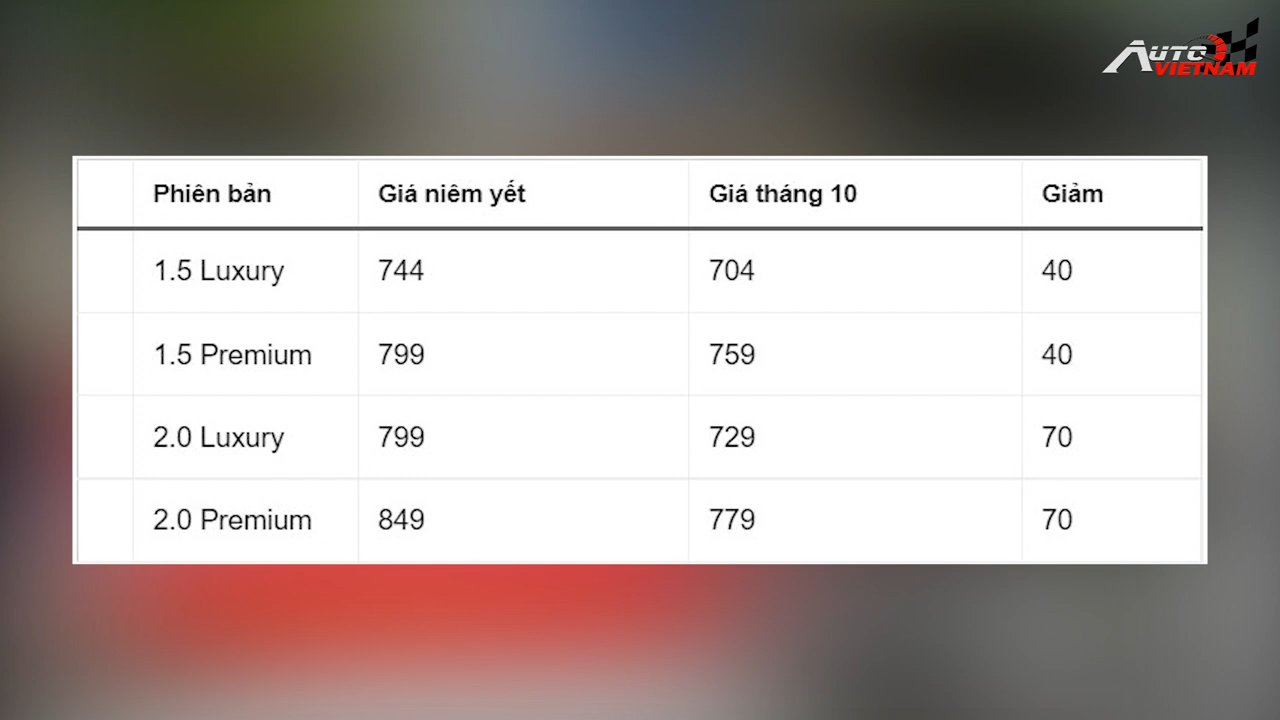 AUTO
VIETNAM
Phiên bản Giá niêm yết Giá tháng 10 Giảm
1.5 Luxury 744 704 40
1.5 Premium 799 759 40
2.0 Luxury 799 729 70
2.0 Premium 849 779 70